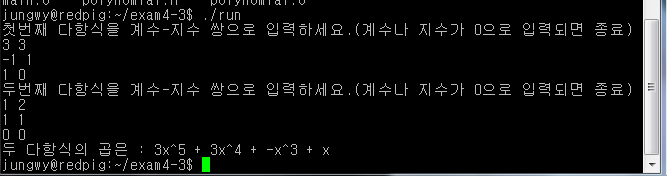 main.o polynomial.h polynomial.o
jungwy@redpig:~/exam4-3$ ./run
첫번째 다항식을 계수-지수 쌍으로 입력하세요.(계수나 지수가 0으로 입력되면 종료)
3 3
-1 1
1 0
두번째 다항식을 계수-지수 쌍으로 입력하세요.(계수나 지수가 0으로 입력되면 종료)
1 2
1 1
0 0
두 다항식의 곱은 : 3x^5 + 3x^4 + -x^3 + x
jungwy@redpig:~/exam4-3$